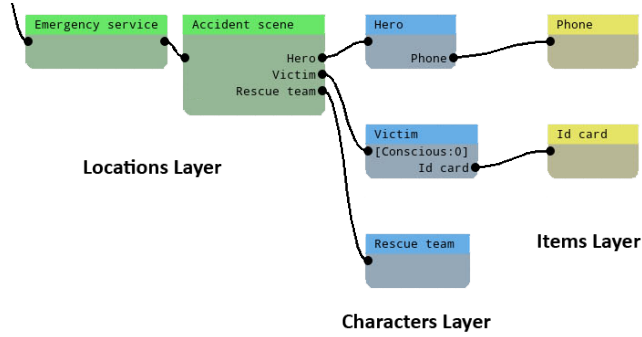 Emergency service
Accident scene
Hero
Victim
Rescue team
Hero
Phone
Phone
Victim
[Conscious:0]
Id card
Id card
Rescue team
Locations Layer
Items Layer
Characters Layer